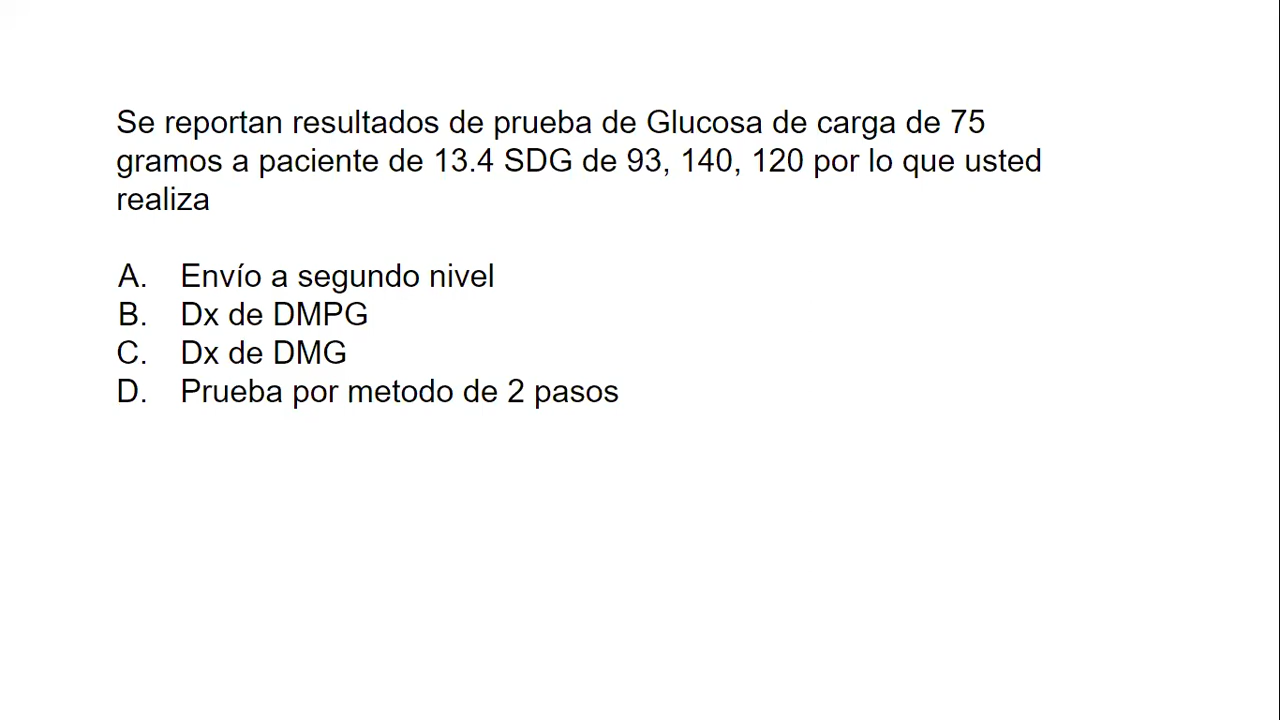 Se reportan resultados de prueba de Glucosa de carga de 75
gramos a paciente de 13.4 SDG de 93, 140, 120 por lo que usted
realiza
A. Envío a segundo nivel
B. Dx de DMPG
C. Dx de DMG
D. Prueba por metodo de 2 pasos